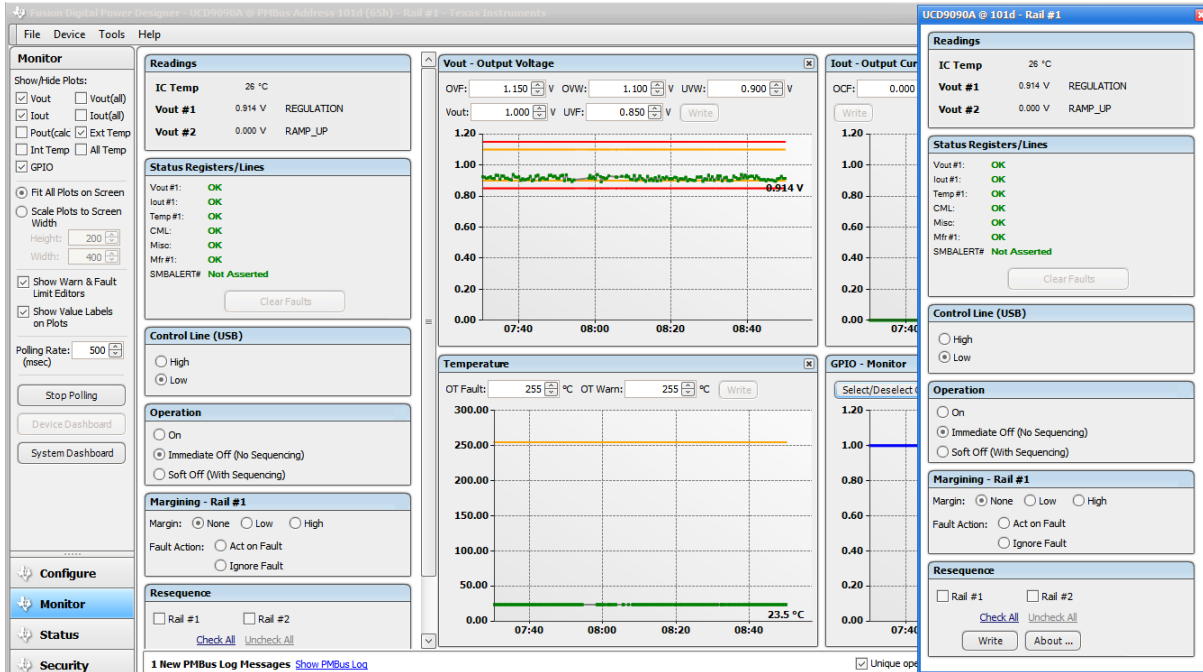 Fusion Digital Power Designer - UCD9090A @ PMBus Address 101d (65h) - Rail #1 - Texas Instruments
File Device Tools Help
Monitor
Show/Hide Plots:
Vout Vout(all)
Iout Iout(all)
Pout(calc Ext Temp
Int Temp All Temp
GPIO
Fit All Plots on Screen
Scale Plots to Screen
Width
Height: 200
Width: 400
Show Warn & Fault
Limit Editors
Show Value Labels
on Plots
Polling Rate: 500
(msec)
Stop Polling
Device Dashboard
System Dashboard
Configure
Monitor
Status
Security
Readings
IC Temp 26 °C
Vout #1 0.914 V REGULATION
Vout #2 0.000 V RAMP_UP
Status Registers/Lines
Vout #1: OK
Iout #1: OK
Temp #1: OK
CML: OK
Misc: OK
Mfr #1: OK
SMBALERT# Not Asserted
Clear Faults
Control Line (USB)
High
Low
Operation
On
Immediate Off (No Sequencing)
Soft Off (With Sequencing)
Margining - Rail #1
Margin: None Low High
Fault Action: Act on Fault
Ignore Fault
Resequence
Rail #1 Rail #2
Check All Uncheck All
1 New PMBus Log Messages Show PMBus Log
Vout - Output Voltage
OVF: 1.150 V OVW: 1.100 V UVW: 0.900 V
Vout: 1.000 V UVF: 0.850 V Write
1.20
1.00
0.80
0.60
0.40
0.20
0.00
0.914 V
07:40 08:00 08:20 08:40
Temperature
OT Fault: 255 °C OT Warn: 255 °C Write
300.00
250.00
200.00
150.00
100.00
50.00
0.00
23.5 °C
07:40 08:00 08:20 08:40
Iout - Output Cur
OCF: 0.000
Write
1.20
1.00
0.80
0.60
0.40
0.20
0.00
07:40
GPIO - Monitor
Select/Deselect G
1.20
1.00
0.80
0.60
0.40
0.20
0.00
07:40
Unique ope
UCD9090A @ 101d - Rail #1
Readings
IC Temp 26 °C
Vout #1 0.914 V REGULATION
Vout #2 0.000 V RAMP_UP
Status Registers/Lines
Vout #1: OK
Iout #1: OK
Temp #1: OK
CML: OK
Misc: OK
Mfr #1: OK
SMBALERT# Not Asserted
Clear Faults
Control Line (USB)
High
Low
Operation
On
Immediate Off (No Sequencing)
Soft Off (With Sequencing)
Margining - Rail #1
Margin: None Low High
Fault Action: Act on Fault
Ignore Fault
Resequence
Rail #1 Rail #2
Check All Uncheck All
Write About ...